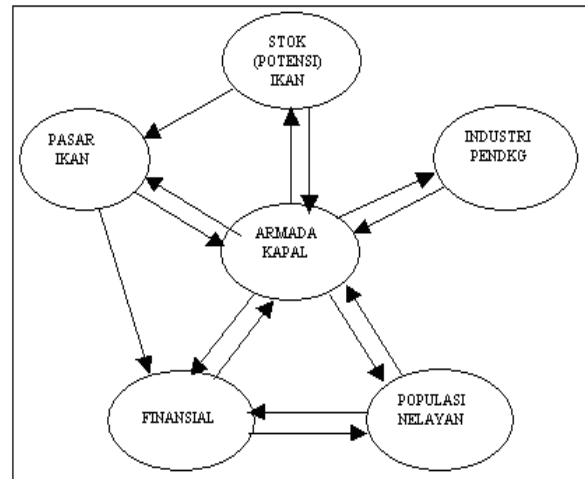 STOK
(POTENSI)
IKAN
PASAR
IKAN
INDUSTRI
PENDKG
ARMADA
KAPAL
FINANSIAL
POPULASI
NELAYAN